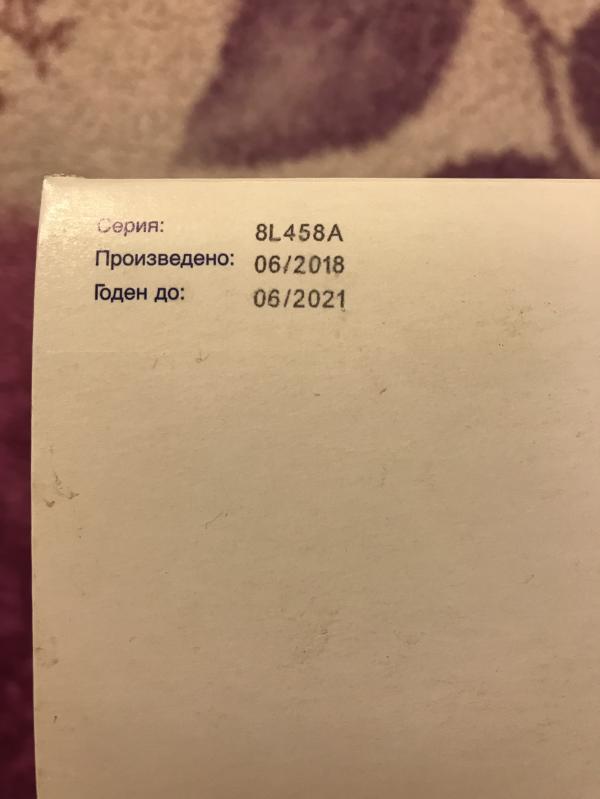 Серия: 8L458A
Произведено: 06/2018
Годен до: 06/2021